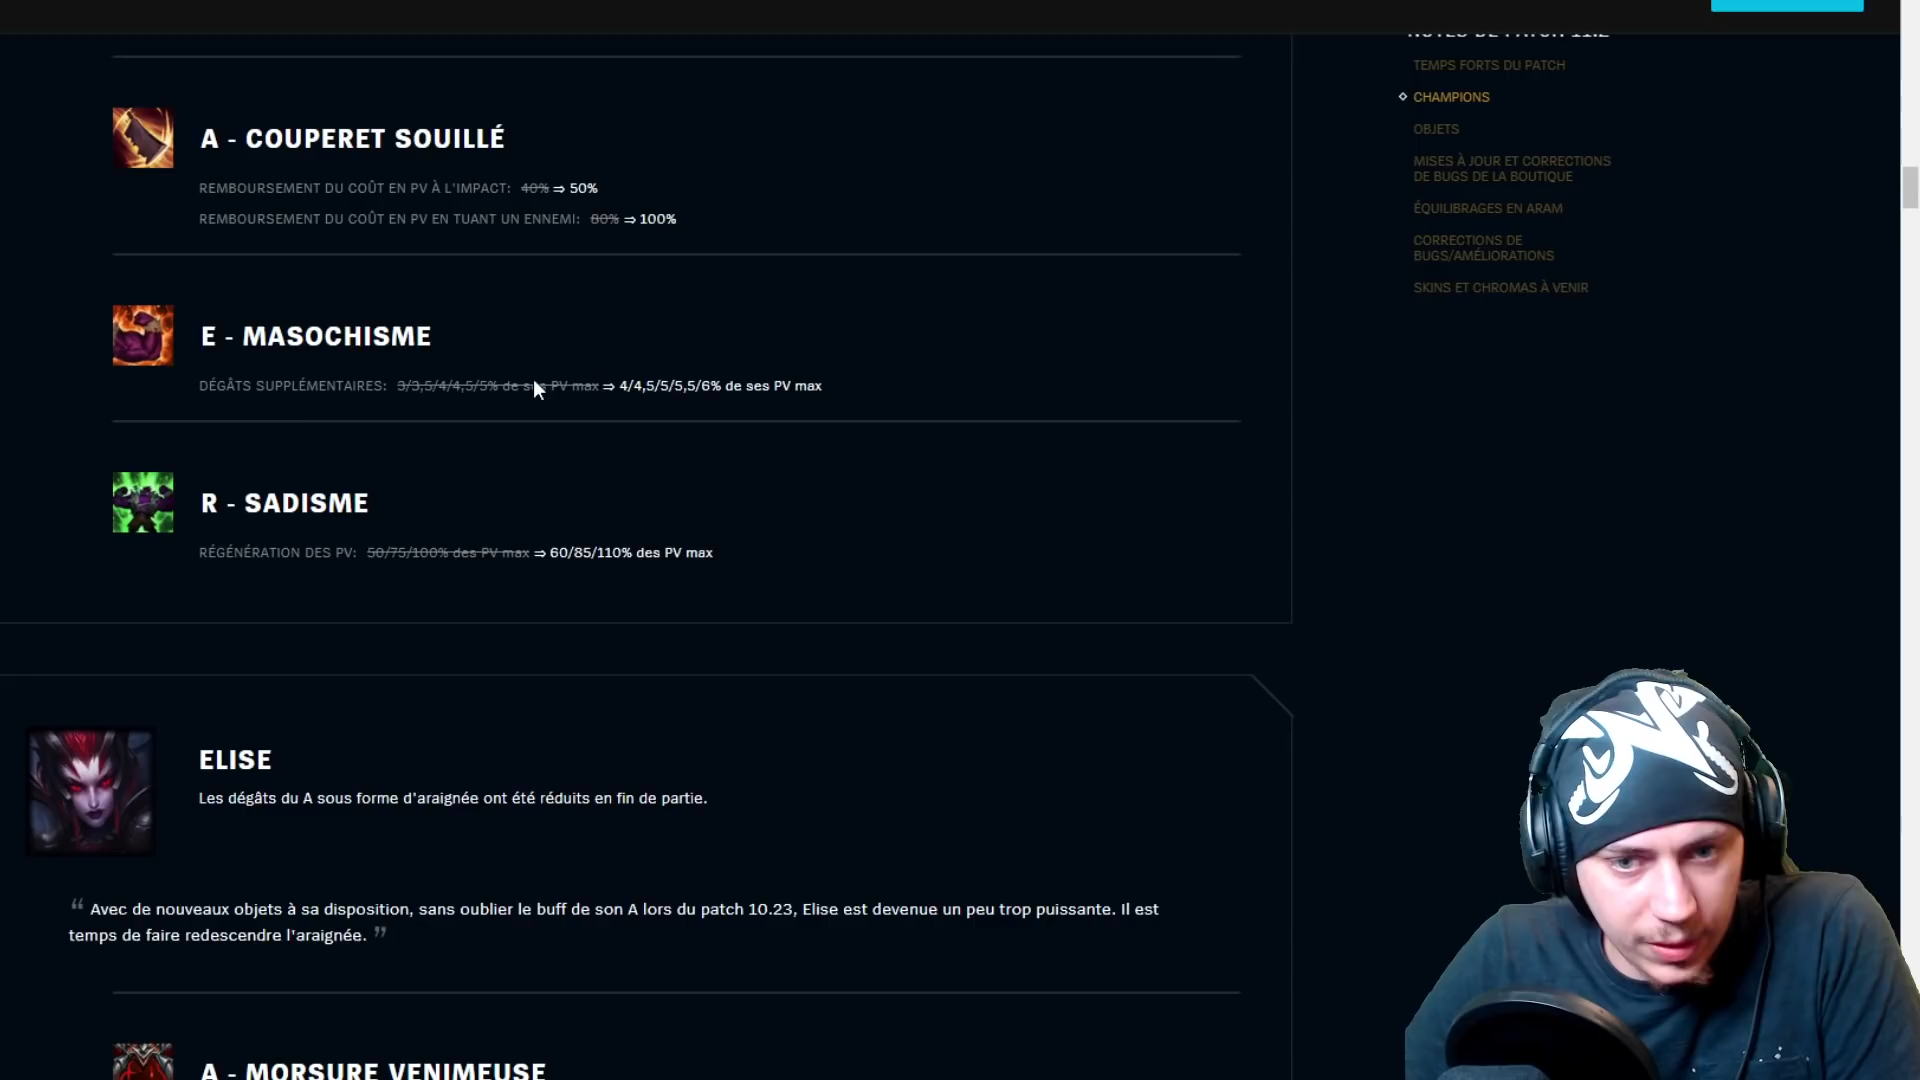 NOTES DE PATCH 11.2
TEMPS FORTS DU PATCH
CHAMPIONS
OBJETS
MISES À JOUR ET CORRECTIONS
DE BUGS DE LA BOUTIQUE
ÉQUILIBRAGES EN ARAM
CORRECTIONS DE
BUGS/AMÉLIORATIONS
SKINS ET CHROMAS À VENIR
A - COUPERET SOUILLÉ
REMBOURSEMENT DU COÛT EN PV À L'IMPACT: 40% ⇒ 50%
REMBOURSEMENT DU COÛT EN PV EN TUANT UN ENNEMI: 80% ⇒ 100%
E - MASOCHISME
DÉGÂTS SUPPLÉMENTAIRES: 3/3,5/4/4,5/5% de ses PV max ⇒ 4/4,5/5/5,5/6% de ses PV max
R - SADISME
RÉGÉNÉRATION DES PV: 50/75/100% des PV max ⇒ 60/85/110% des PV max
ELISE
Les dégâts du A sous forme d'araignée ont été réduits en fin de partie.
“ Avec de nouveaux objets à sa disposition, sans oublier le buff de son A lors du patch 10.23, Elise est devenue un peu trop puissante. Il est
temps de faire redescendre l'araignée. ”
A - MORSURE VENIMEUSE